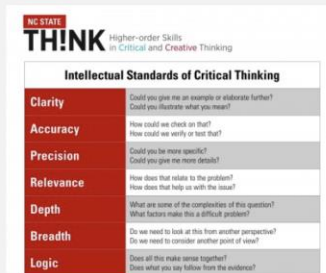 NC STATE
TH!NK
Higher-order Skills
in Critical and Creative Thinking
Intellectual Standards of Critical Thinking
Clarity
Could you give me an example or elaborate further?
Could you illustrate what you mean?
Accuracy
How could we check on that?
How could we verify or test that?
Precision
Could you be more specific?
Could you give me more details?
Relevance
How does that relate to the problem?
How does that help us with the issue?
Depth
What are some of the complexities of this question?
What factors make this a difficult problem?
Breadth
Do we need to look at this from another perspective?
Do we need to consider another point of view?
Logic
Does all this make sense together?
Does what you say follow from the evidence?